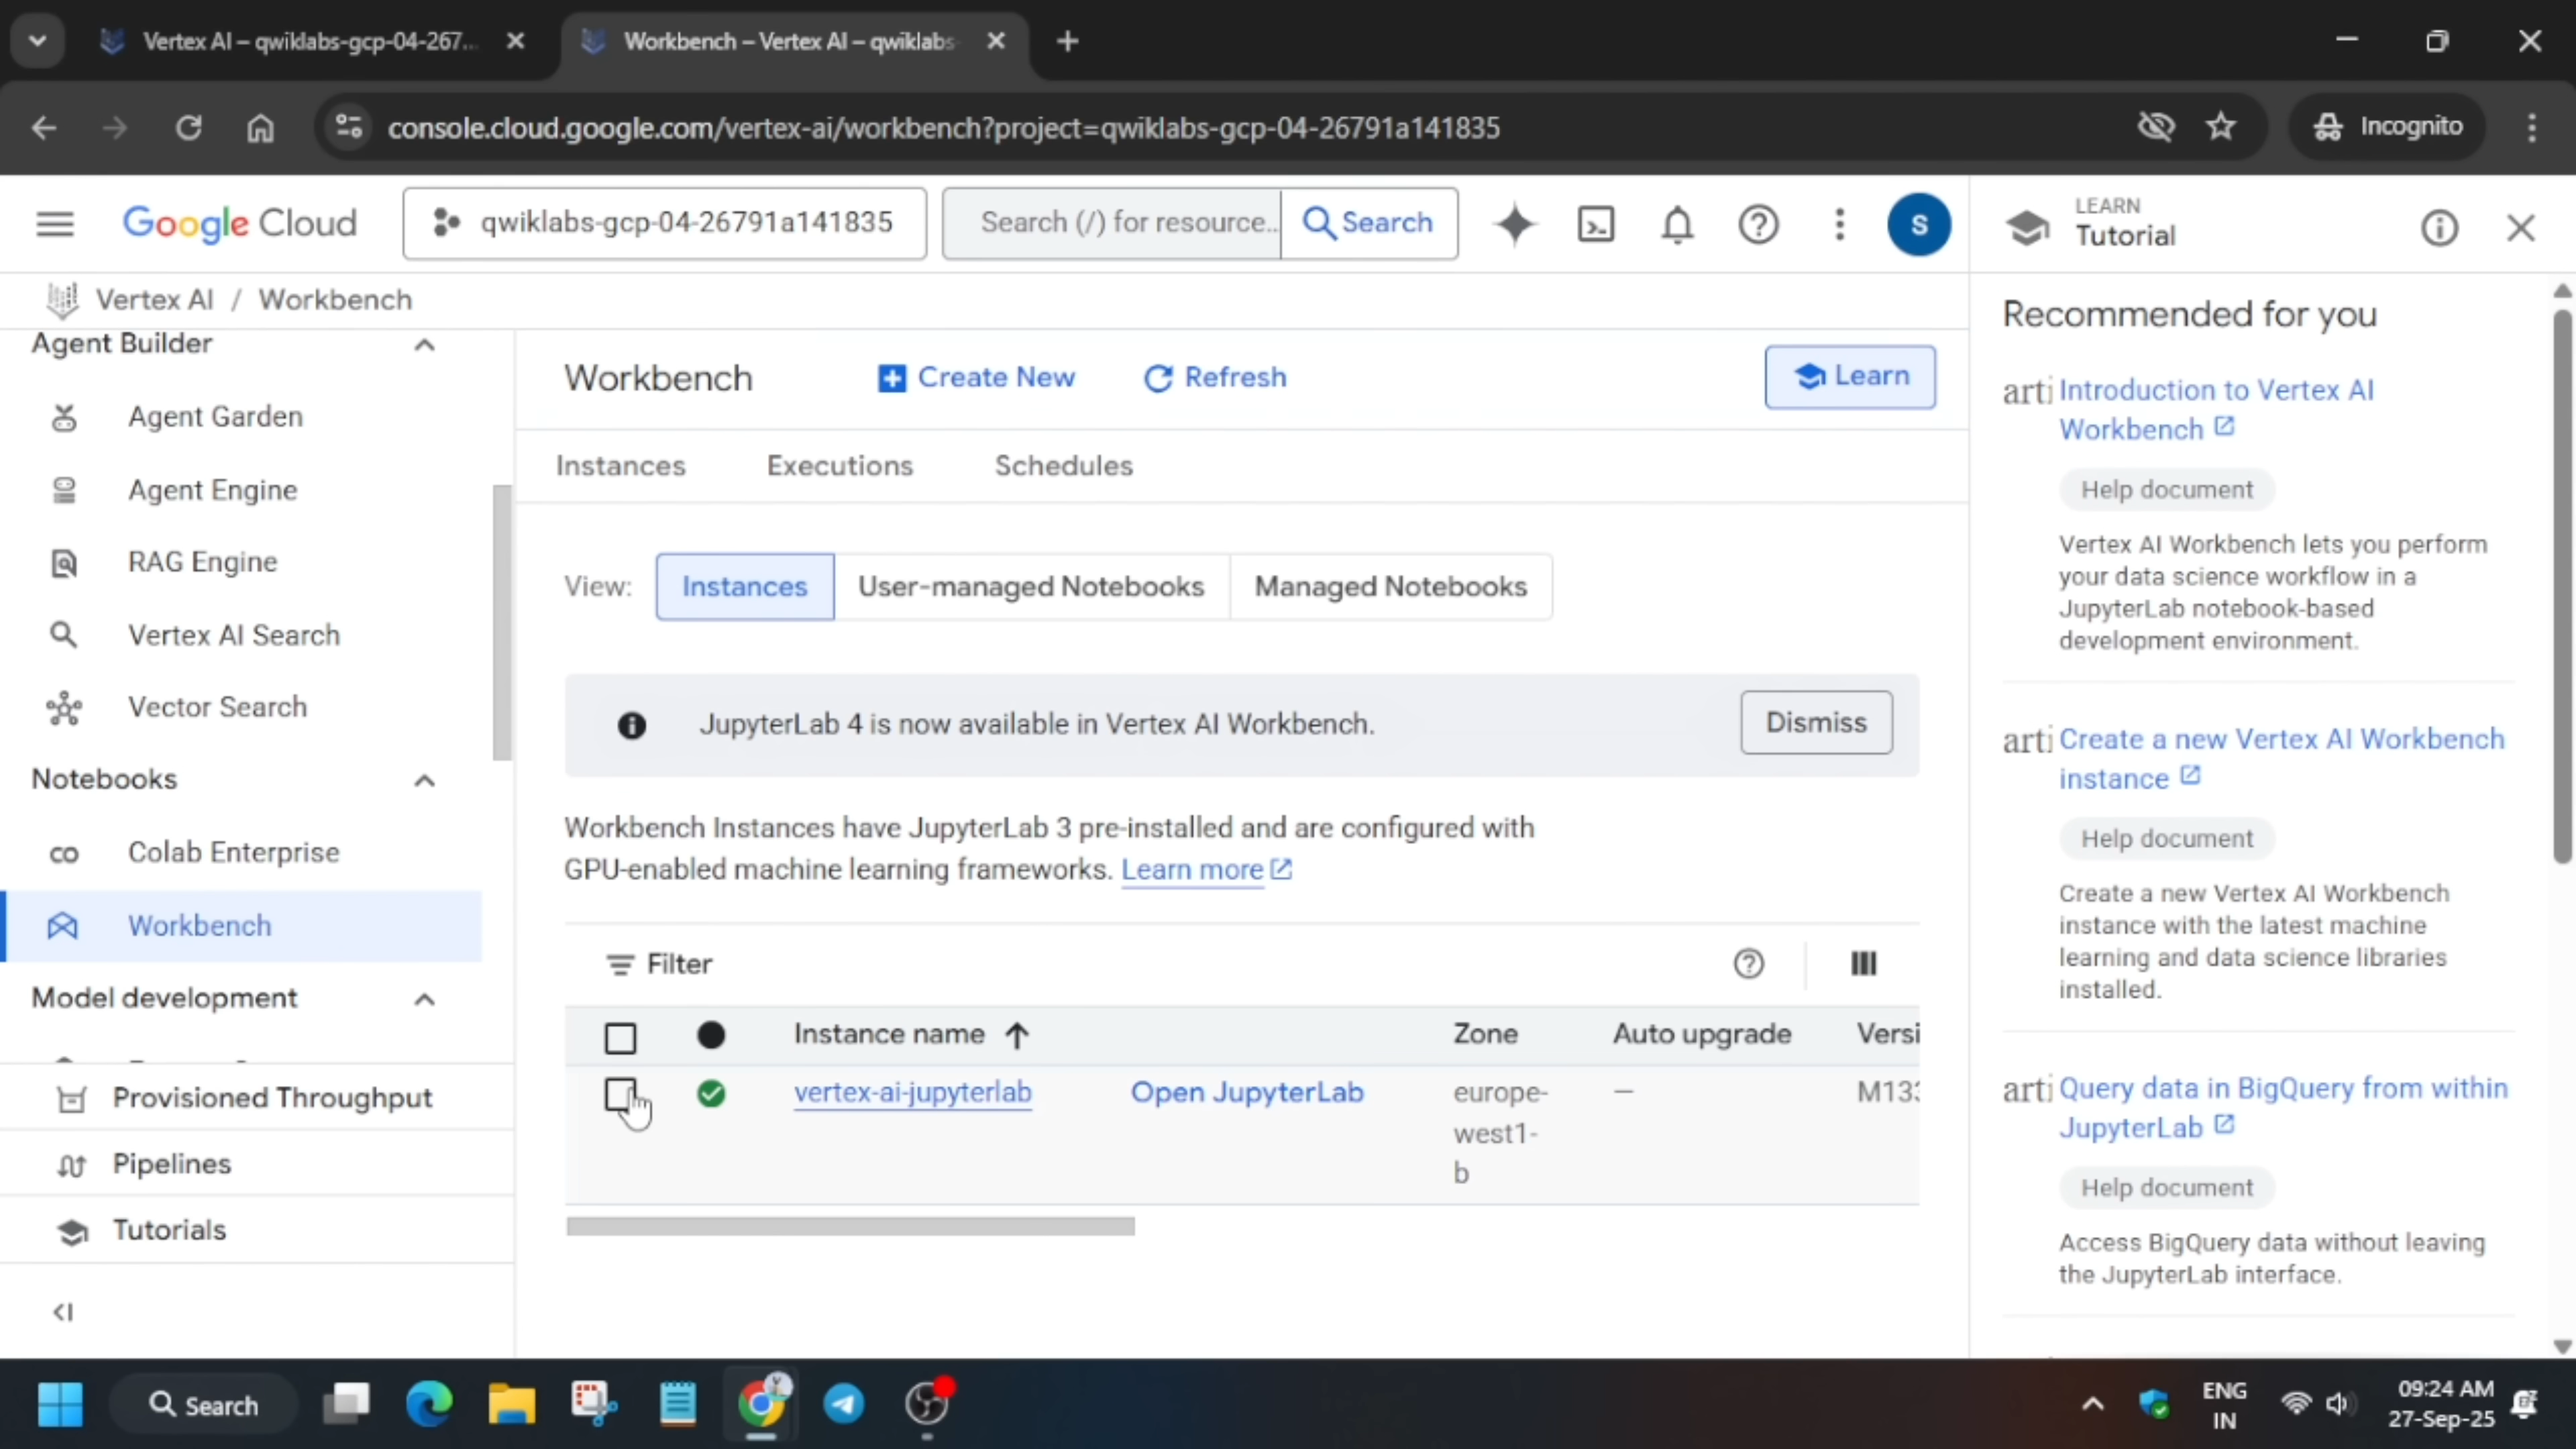 Vertex AI – qwiklabs-gcp-04-267...
Workbench – Vertex AI – qwiklabs-
console.cloud.google.com/vertex-ai/workbench?project=qwiklabs-gcp-04-26791a141835
Incognito
Google Cloud
qwiklabs-gcp-04-26791a141835
Search (/) for resource...
Search
S
LEARN
Tutorial
Vertex AI / Workbench
Agent Builder
Agent Garden
Agent Engine
RAG Engine
Vertex AI Search
Vector Search
Notebooks
Colab Enterprise
Workbench
Model development
Provisioned Throughput
Pipelines
Tutorials
Workbench
Create New
Refresh
Learn
Instances
Executions
Schedules
View:
Instances
User-managed Notebooks
Managed Notebooks
JupyterLab 4 is now available in Vertex AI Workbench.
Dismiss
Workbench Instances have JupyterLab 3 pre-installed and are configured with
GPU-enabled machine learning frameworks. Learn more
Filter
Instance name
Zone
Auto upgrade
Versi
vertex-ai-jupyterlab
Open JupyterLab
europe-
west1-
b
—
M133
Recommended for you
arti
Introduction to Vertex AI
Workbench
Help document
Vertex AI Workbench lets you perform
your data science workflow in a
JupyterLab notebook-based
development environment.
arti
Create a new Vertex AI Workbench
instance
Help document
Create a new Vertex AI Workbench
instance with the latest machine
learning and data science libraries
installed.
arti
Query data in BigQuery from within
JupyterLab
Help document
Access BigQuery data without leaving
the JupyterLab interface.
Search
ENG
IN
09:24 AM
27-Sep-25